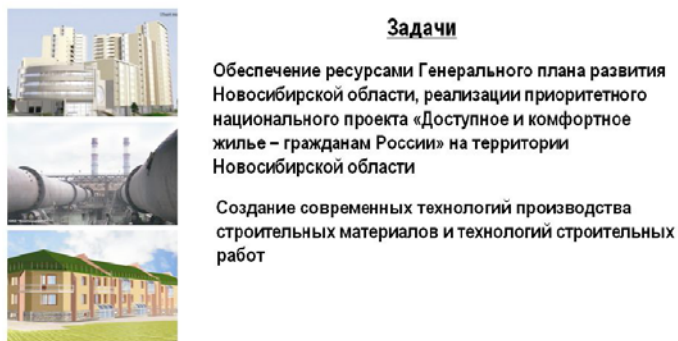 Задачи
Обеспечение ресурсами Генерального плана развития
Новосибирской области, реализации приоритетного
национального проекта «Доступное и комфортное
жилье – гражданам России» на территории
Новосибирской области
Создание современных технологий производства
строительных материалов и технологий строительных
работ